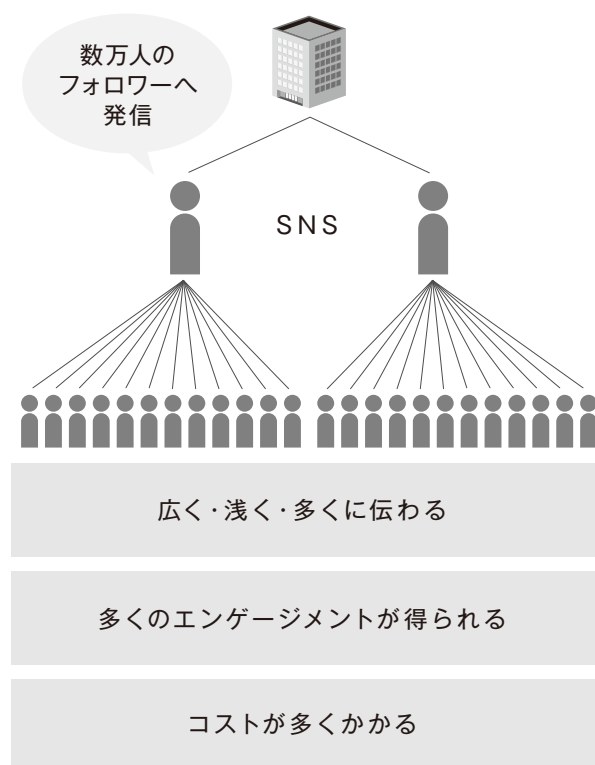 数万人の
フォロワーへ
発信
SNS
広く・浅く・多くに伝わる
多くのエンゲージメントが得られる
コストが多くかかる